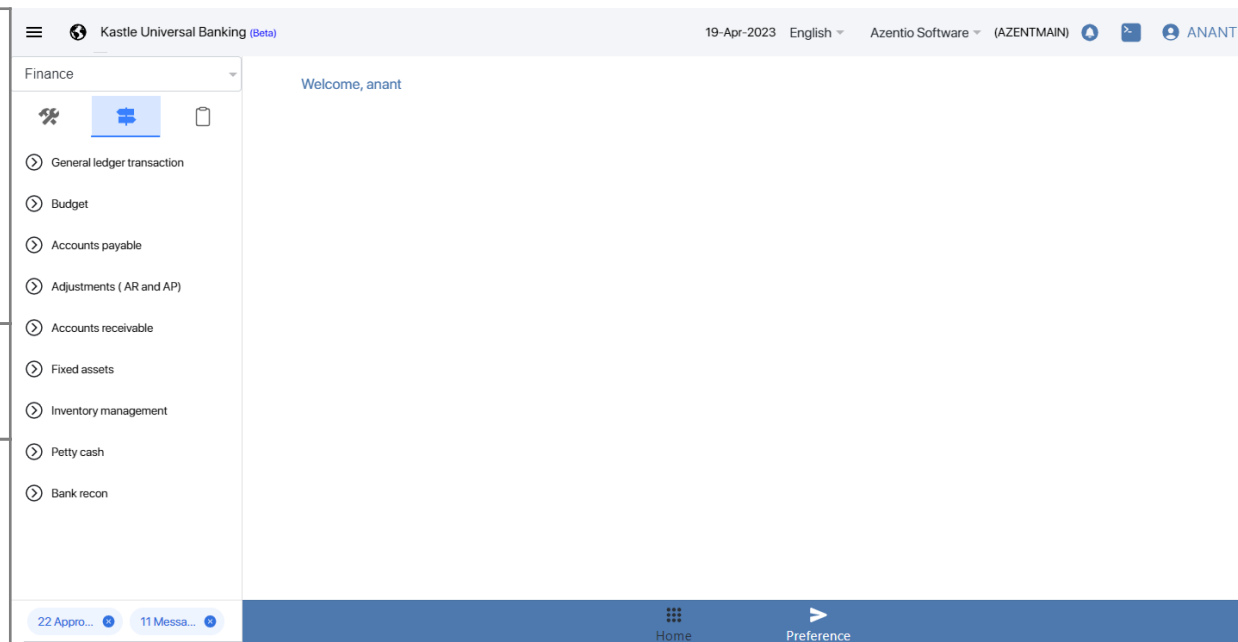 Kastle Universal Banking (Beta)
19-Apr-2023 English Azentio Software (AZENTMAIN) ANANT
Finance
Welcome, anant
General ledger transaction
Budget
Accounts payable
Adjustments ( AR and AP)
Accounts receivable
Fixed assets
Inventory management
Petty cash
Bank recon
22 Appro... 11 Messa...
Home Preference